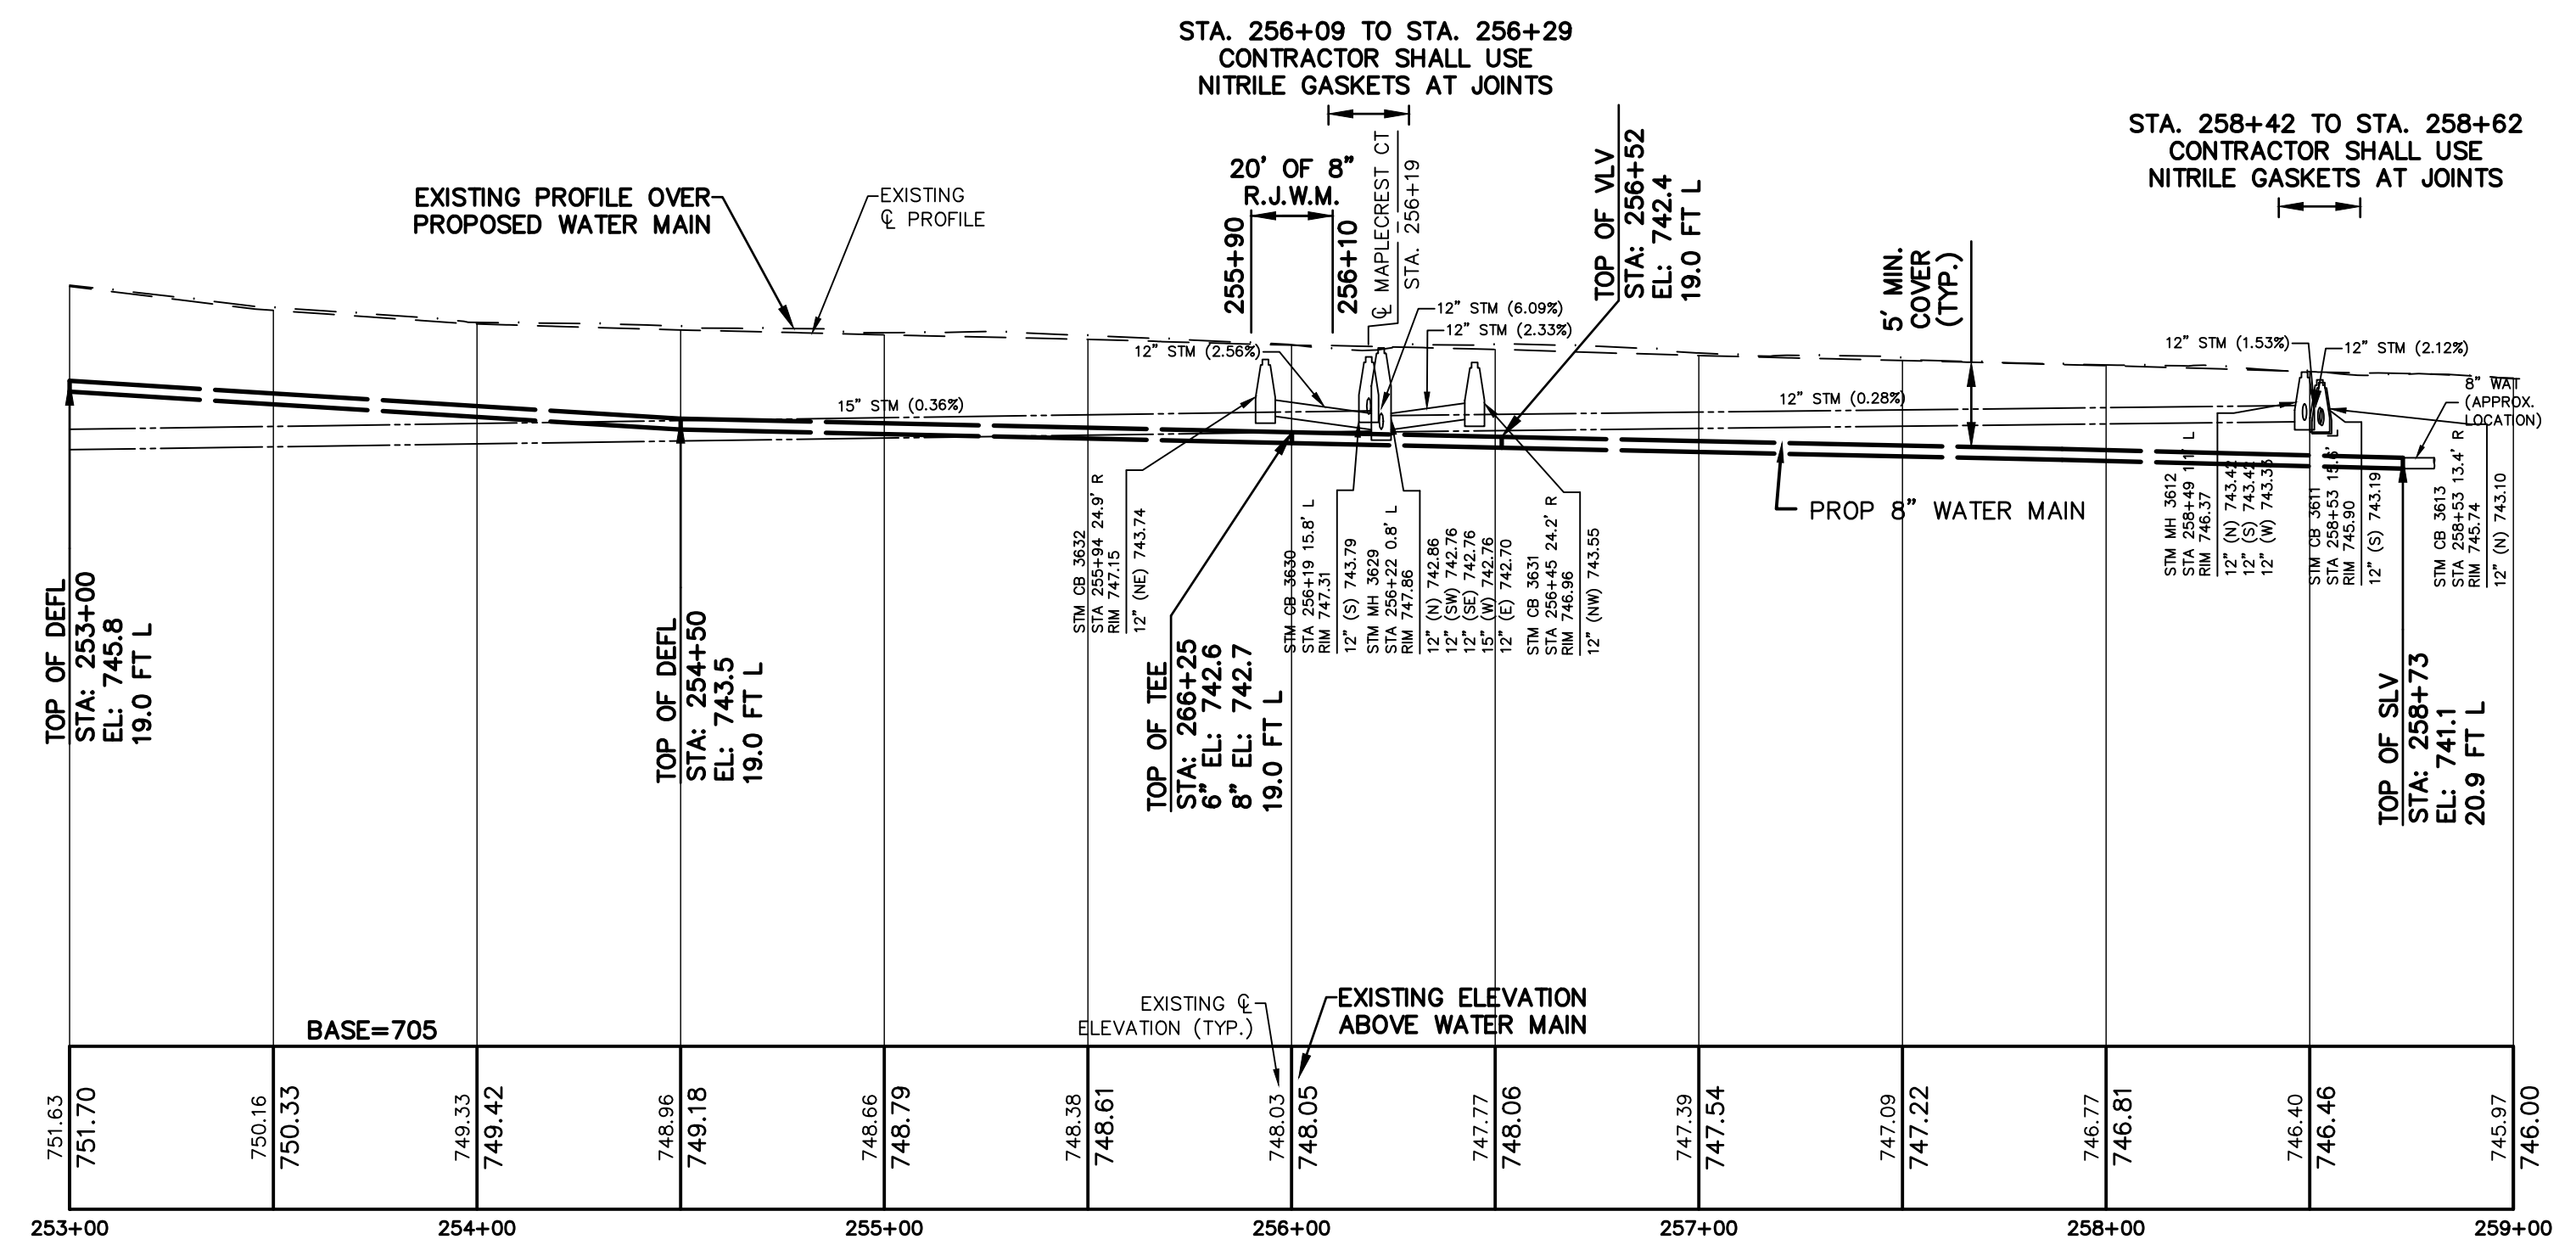 STA. 256+09 TO STA. 256+29
CONTRACTOR SHALL USE
NITRILE GASKETS AT JOINTS
STA. 258+42 TO STA. 258+62
CONTRACTOR SHALL USE
NITRILE GASKETS AT JOINTS
EXISTING PROFILE OVER
PROPOSED WATER MAIN
EXISTING
℄ PROFILE
20' OF 8"
R.J.W.M.
255+90
256+10
℄ MAPLECREST CT
STA. 256+19
TOP OF VLV
STA: 256+52
EL: 742.4
19.0 FT L
5' MIN.
COVER
(TYP.)
12" STM (6.09%)
12" STM (2.33%)
12" STM (2.56%)
15" STM (0.36%)
12" STM (0.28%)
12" STM (1.53%)
12" STM (2.12%)
8" WAT
(APPROX.
LOCATION)
PROP 8" WATER MAIN
TOP OF DEFL
STA: 253+00
EL: 745.8
19.0 FT L
TOP OF DEFL
STA: 254+50
EL: 743.5
19.0 FT L
STM CB 3632
STA 255+94 24.9' R
RIM 747.15
12" (NE) 743.74
TOP OF TEE
STA: 266+25
6" EL: 742.6
8" EL: 742.7
19.0 FT L
STM CB 3630
STA 256+19 15.8' L
RIM 747.31
12" (S) 743.79
STM MH 3629
STA 256+22 0.8' L
RIM 747.86
12" (N) 742.86
12" (SW) 742.76
12" (SE) 742.76
15" (W) 742.76
12" (E) 742.70
STM CB 3631
STA 256+45 24.2' R
RIM 746.96
12" (NW) 743.55
STM MH 3612
STA 258+49 1.1' L
RIM 746.37
12" (N) 743.42
12" (S) 743.42
12" (W) 743.33
STM CB 3611
STA 258+53 15.6' L
RIM 745.90
12" (S) 743.19
STM CB 3613
STA 258+53 13.4' R
RIM 745.74
12" (N) 743.10
TOP OF SLV
STA: 258+73
EL: 741.1
20.9 FT L
EXISTING ℄
ELEVATION (TYP.)
EXISTING ELEVATION
ABOVE WATER MAIN
BASE=705
751.63
751.70
750.16
750.33
749.33
749.42
748.96
749.18
748.66
748.79
748.38
748.61
748.03
748.05
747.77
748.06
747.39
747.54
747.09
747.22
746.77
746.81
746.40
746.46
745.97
746.00
253+00
254+00
255+00
256+00
257+00
258+00
259+00